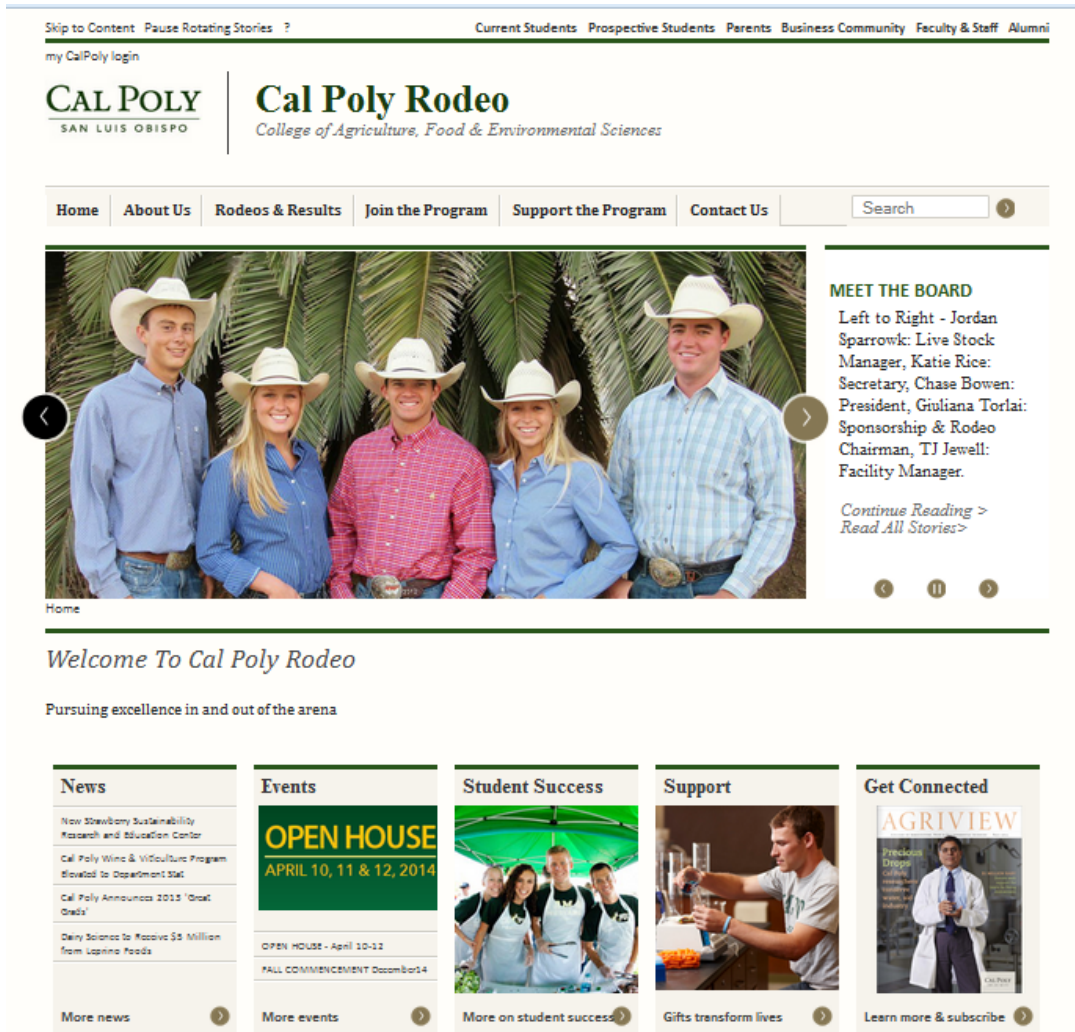 Skip to Content Pause Rotating Stories ?
Current Students Prospective Students Parents Business Community Faculty & Staff Alumni
my CalPoly login
CAL POLY
SAN LUIS OBISPO
Cal Poly Rodeo
College of Agriculture, Food & Environmental Sciences
Home About Us Rodeos & Results Join the Program Support the Program Contact Us
Search
MEET THE BOARD
Left to Right - Jordan
Sparrowk: Live Stock
Manager, Katie Rice:
Secretary, Chase Bowen:
President, Giuliana Torlai:
Sponsorship & Rodeo
Chairman, TJ Jewell:
Facility Manager.
Continue Reading >
Read All Stories>
Home
Welcome To Cal Poly Rodeo
Pursuing excellence in and out of the arena
News
New Strawberry Sustainability
Research and Education Center
Cal Poly Wine & Viticulture Program
Elevated to Department Stat
Cal Poly Announces 2013 'Great
Grads'
Dairy Science to Receive $5 Million
from Leprino Foods
More news
Events
OPEN HOUSE
APRIL 10, 11 & 12, 2014
OPEN HOUSE - April 10-12
FALL COMMENCEMENT December14
More events
Student Success
More on student success
Support
Gifts transform lives
Get Connected
AGRIVIEW
Precious
Drops
CAL POLY
Learn more & subscribe